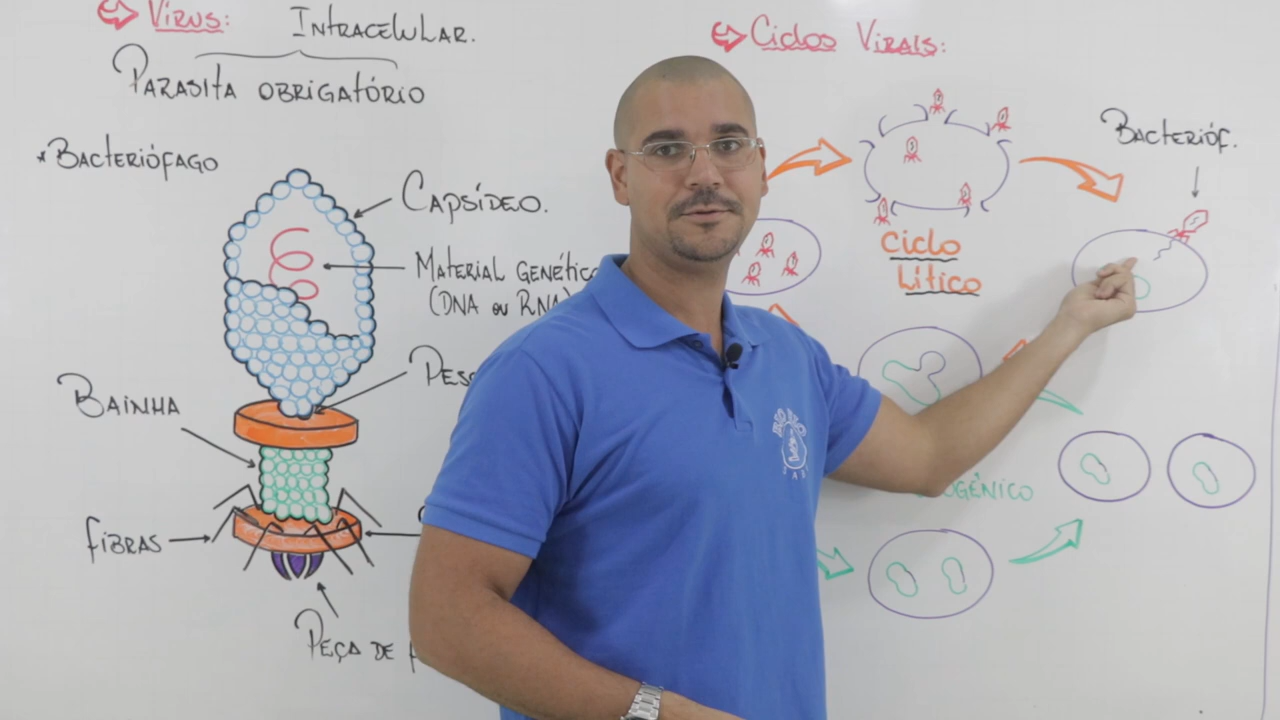 Vírus:
Intracelular.
Parasita obrigatório
*Bacteriófago
Capsídeo.
Material genético
(DNA ou RNA)
Bainha
Fibras
Peça de
Ciclos Virais:
Bacterióf.
Ciclo
Lítico